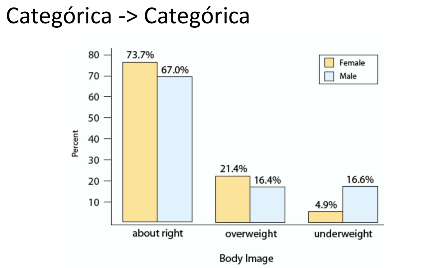 Categórica -> Categórica
80
70
60
50
40
30
20
10
Percent
73.7%
67.0%
21.4%
16.4%
4.9%
16.6%
Female
Male
about right
overweight
underweight
Body Image